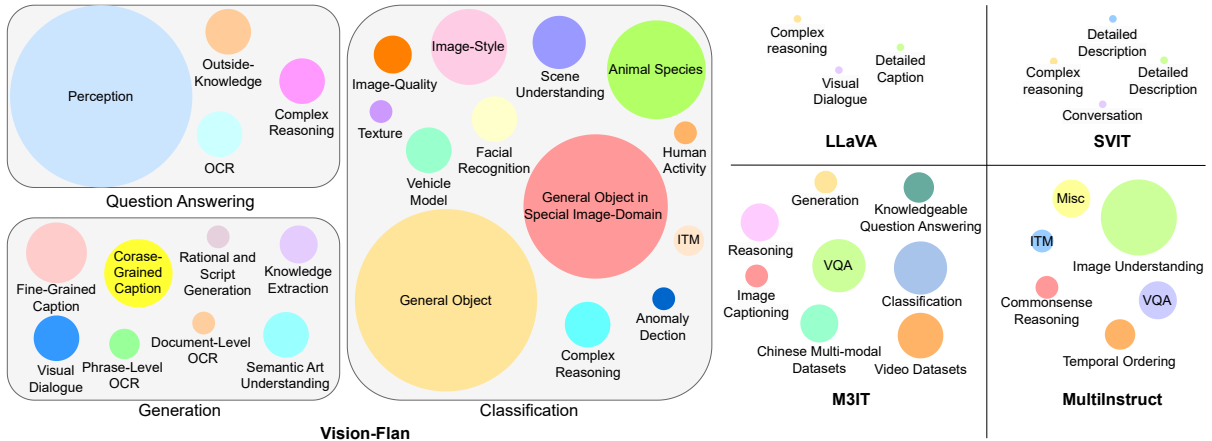 Perception
Outside-
Knowledge
Complex
Reasoning
OCR
Question Answering
Fine-Grained
Caption
Corase-
Grained
Caption
Rational and
Script
Generation
Knowledge
Extraction
Visual
Dialogue
Phrase-Level
OCR
Document-Level
OCR
Semantic Art
Understanding
Generation
Image-Quality
Image-Style
Scene
Understanding
Animal Species
Texture
Vehicle
Model
Facial
Recognition
Human
Activity
General Object in
Special Image-Domain
ITM
General Object
Complex
Reasoning
Anomaly
Dection
Classification
Vision-Flan
Complex
reasoning
Visual
Dialogue
Detailed
Caption
LLaVA
Detailed
Description
Complex
reasoning
Detailed
Description
Conversation
SVIT
Generation
Knowledgeable
Question Answering
Reasoning
VQA
Image
Captioning
Classification
Chinese Multi-modal
Datasets
Video Datasets
M3IT
Misc
ITM
Image Understanding
Commonsense
Reasoning
VQA
Temporal Ordering
MultiInstruct